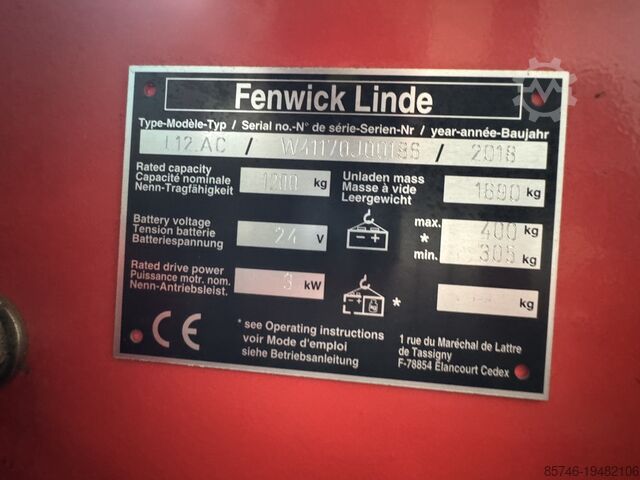 Fenwick Linde
Type-Modèle-Typ / Serial no.-N° de série-Serien-Nr / year-année-Baujahr
L12.AC / W41170J00186 / 2018
Rated capacity
Capacité nominale
Nenn-Tragfähigkeit
1200 kg
Unladen mass
Masse à vide
Leergewicht
1690 kg
Battery voltage
Tension batterie
Batteriespannung
24 V
max. 400 kg
*
min. 305 kg
Rated drive power
Puissance motr. nom.
Nenn-Antriebsleist.
3 kW
* kg
CE
* see Operating instructions
voir Mode d'emploi
siehe Betriebsanleitung
1 rue du Maréchal de Lattre
de Tassigny
F-78854 Elancourt Cedex
85746-19482106